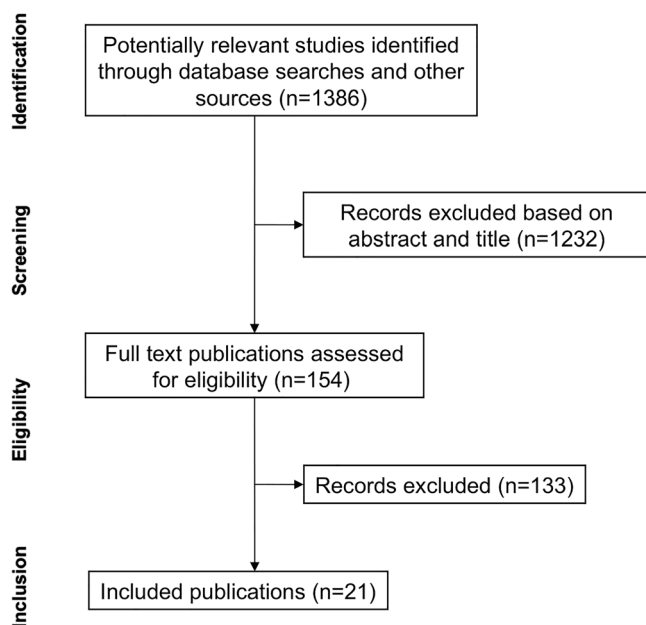 Identification
Potentially relevant studies identified
through database searches and other
sources (n=1386)
Screening
Records excluded based on
abstract and title (n=1232)
Eligibility
Full text publications assessed
for eligibility (n=154)
Records excluded (n=133)
Inclusion
Included publications (n=21)